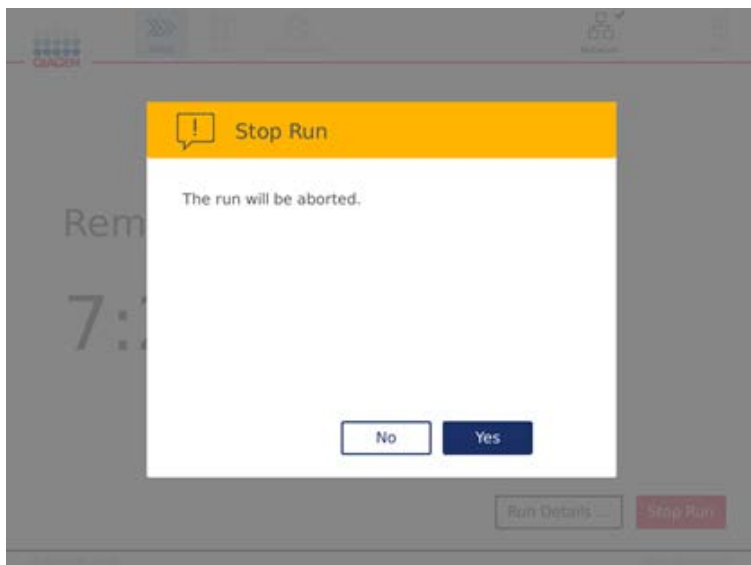 QIAGEN
Network
! Stop Run
The run will be aborted.
Rem
7:
No
Yes
Run Details ...
Stop Run